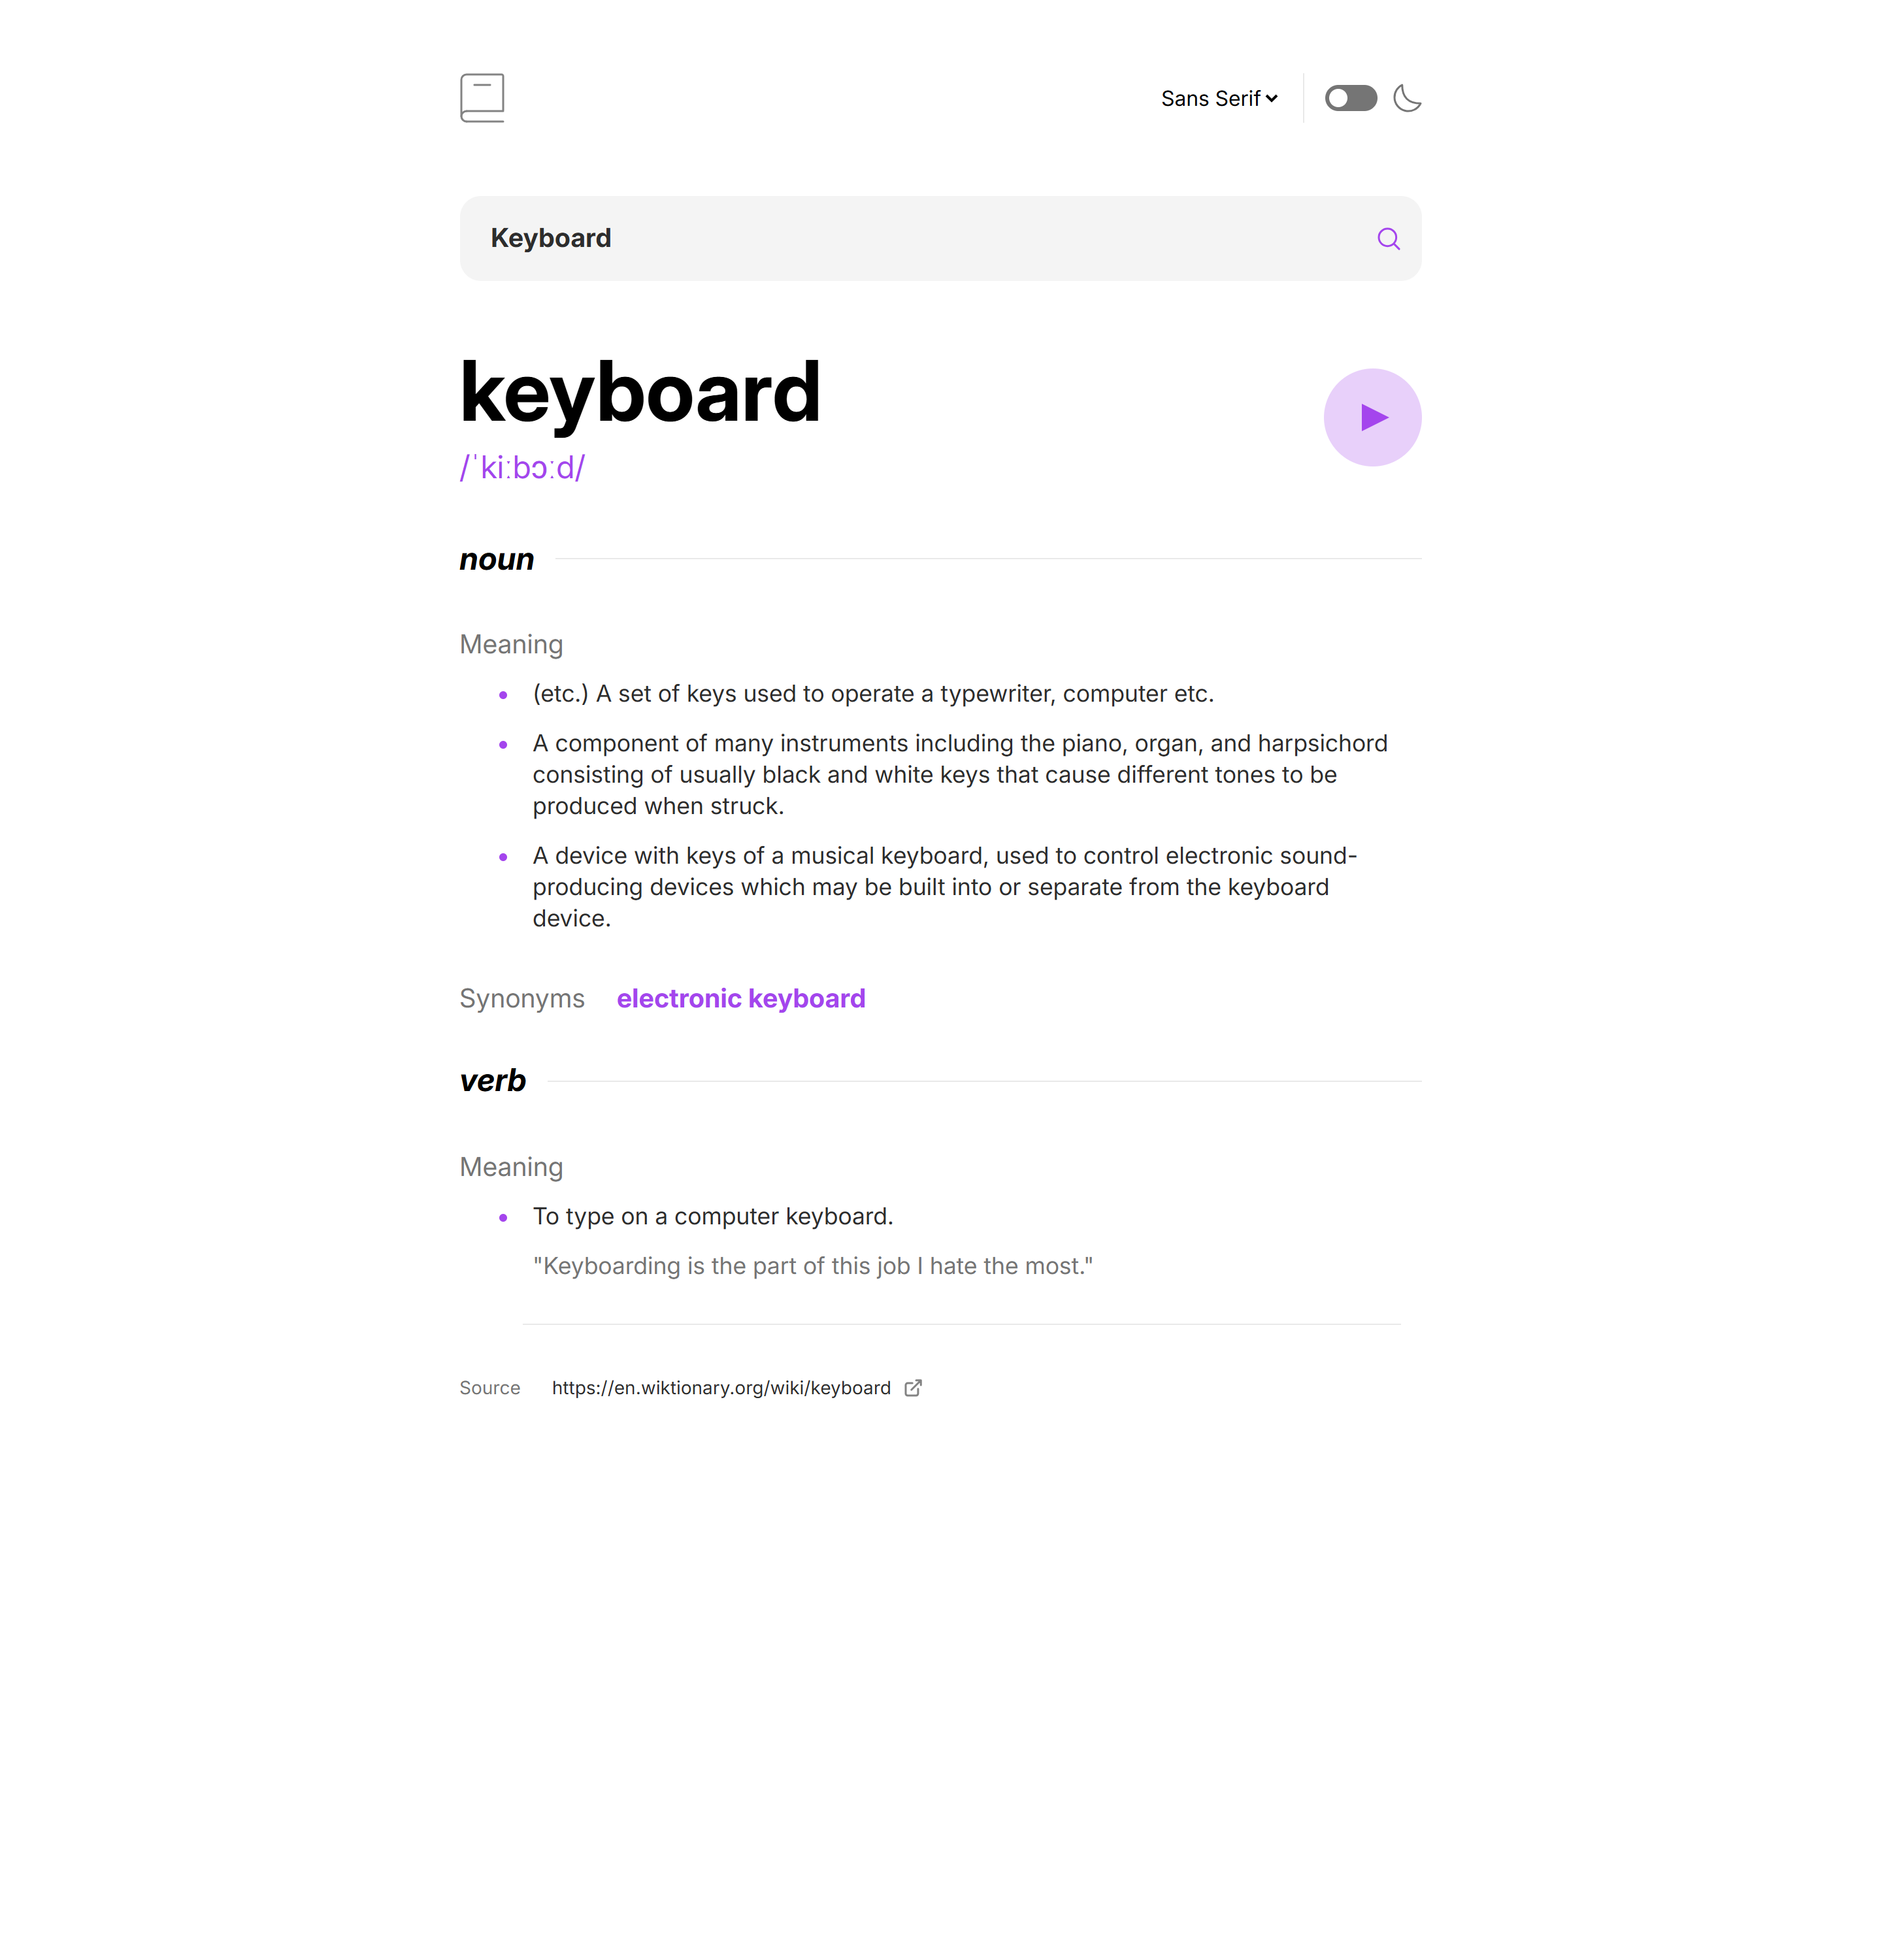 Sans Serif
Keyboard
keyboard
/ˈkiːbɔːd/
noun
Meaning
(etc.) A set of keys used to operate a typewriter, computer etc.
A component of many instruments including the piano, organ, and harpsichord
consisting of usually black and white keys that cause different tones to be
produced when struck.
A device with keys of a musical keyboard, used to control electronic sound-
producing devices which may be built into or separate from the keyboard
device.
Synonyms electronic keyboard
verb
Meaning
To type on a computer keyboard.
"Keyboarding is the part of this job I hate the most."
Source https://en.wiktionary.org/wiki/keyboard